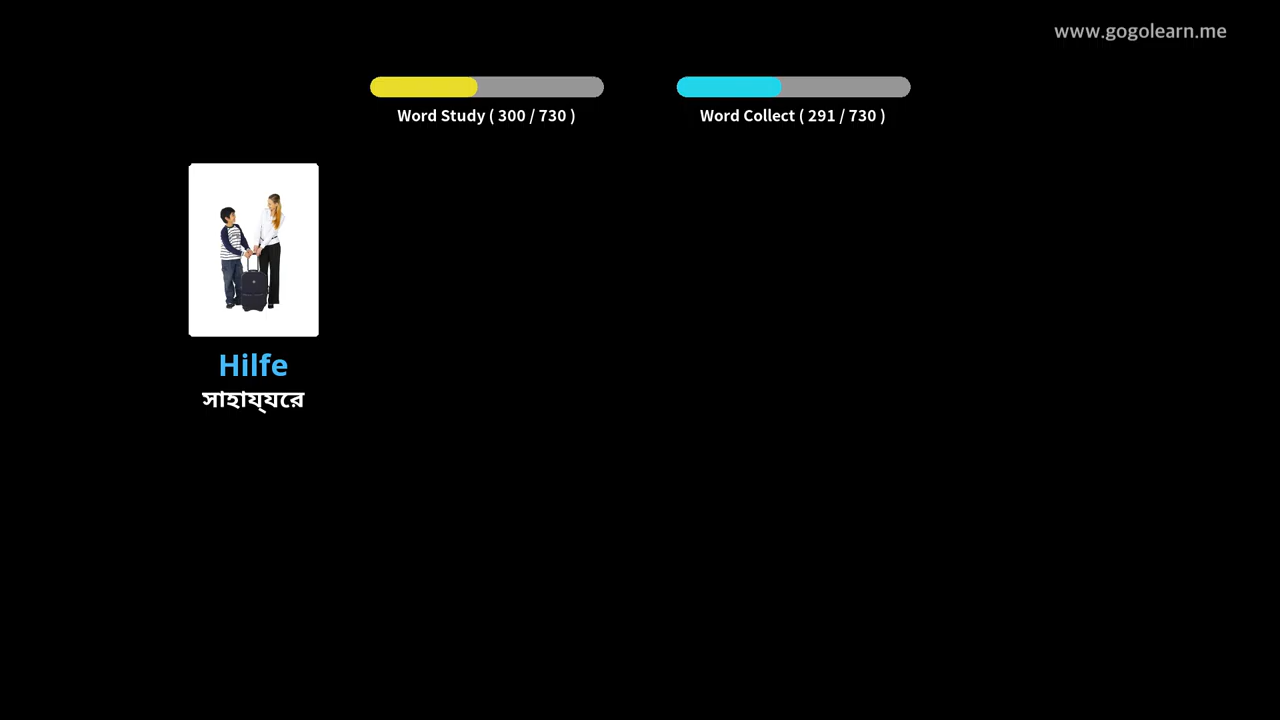 www.gogolearn.me
Word Study ( 300 / 730 )
Word Collect ( 291 / 730 )
Hilfe
সাহায্যরে